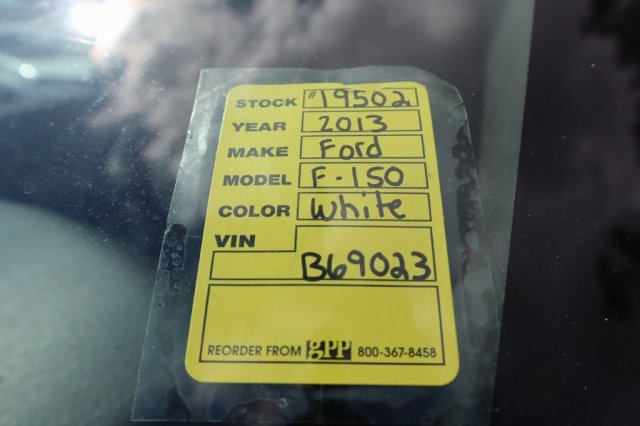 STOCK #19502
YEAR 2013
MAKE Ford
MODEL F-150
COLOR White
VIN
B69023
REORDER FROM gPP 800-367-8458